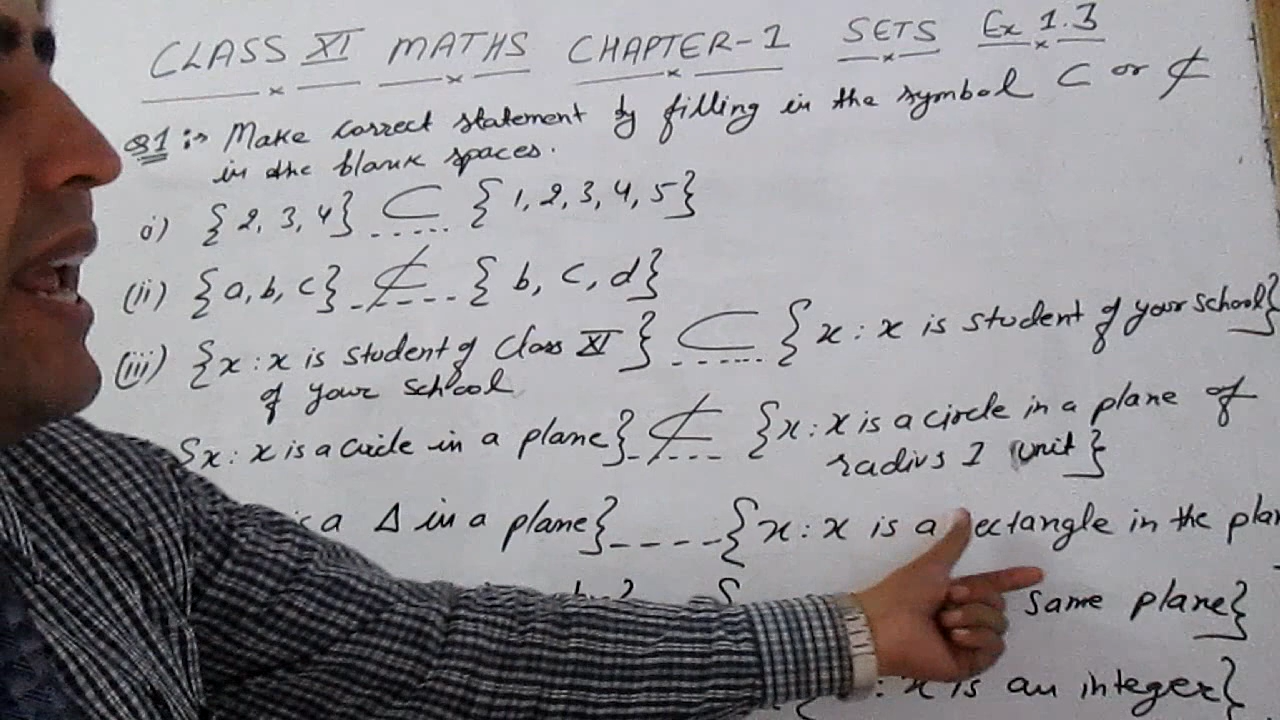 CLASS XI MATHS CHAPTER-1 SETS Ex 1.3
Q1 :→ Make correct statement by filling in the symbol ⊂ or ⊄
in the blank spaces.
i) {2, 3, 4} ⊂ {1, 2, 3, 4, 5}
(ii) {a, b, c} ⊄ {b, c, d}
(iii) {x : x is student of Class XI} ⊂ {x : x is student of your school}
of your school
{x : x is a circle in a plane} ⊄ {x : x is a circle in a plane of
radius 1 unit}
is a Δ in a plane} ---- {x : x is a rectangle in the plan
same plane}
: x is an integer}